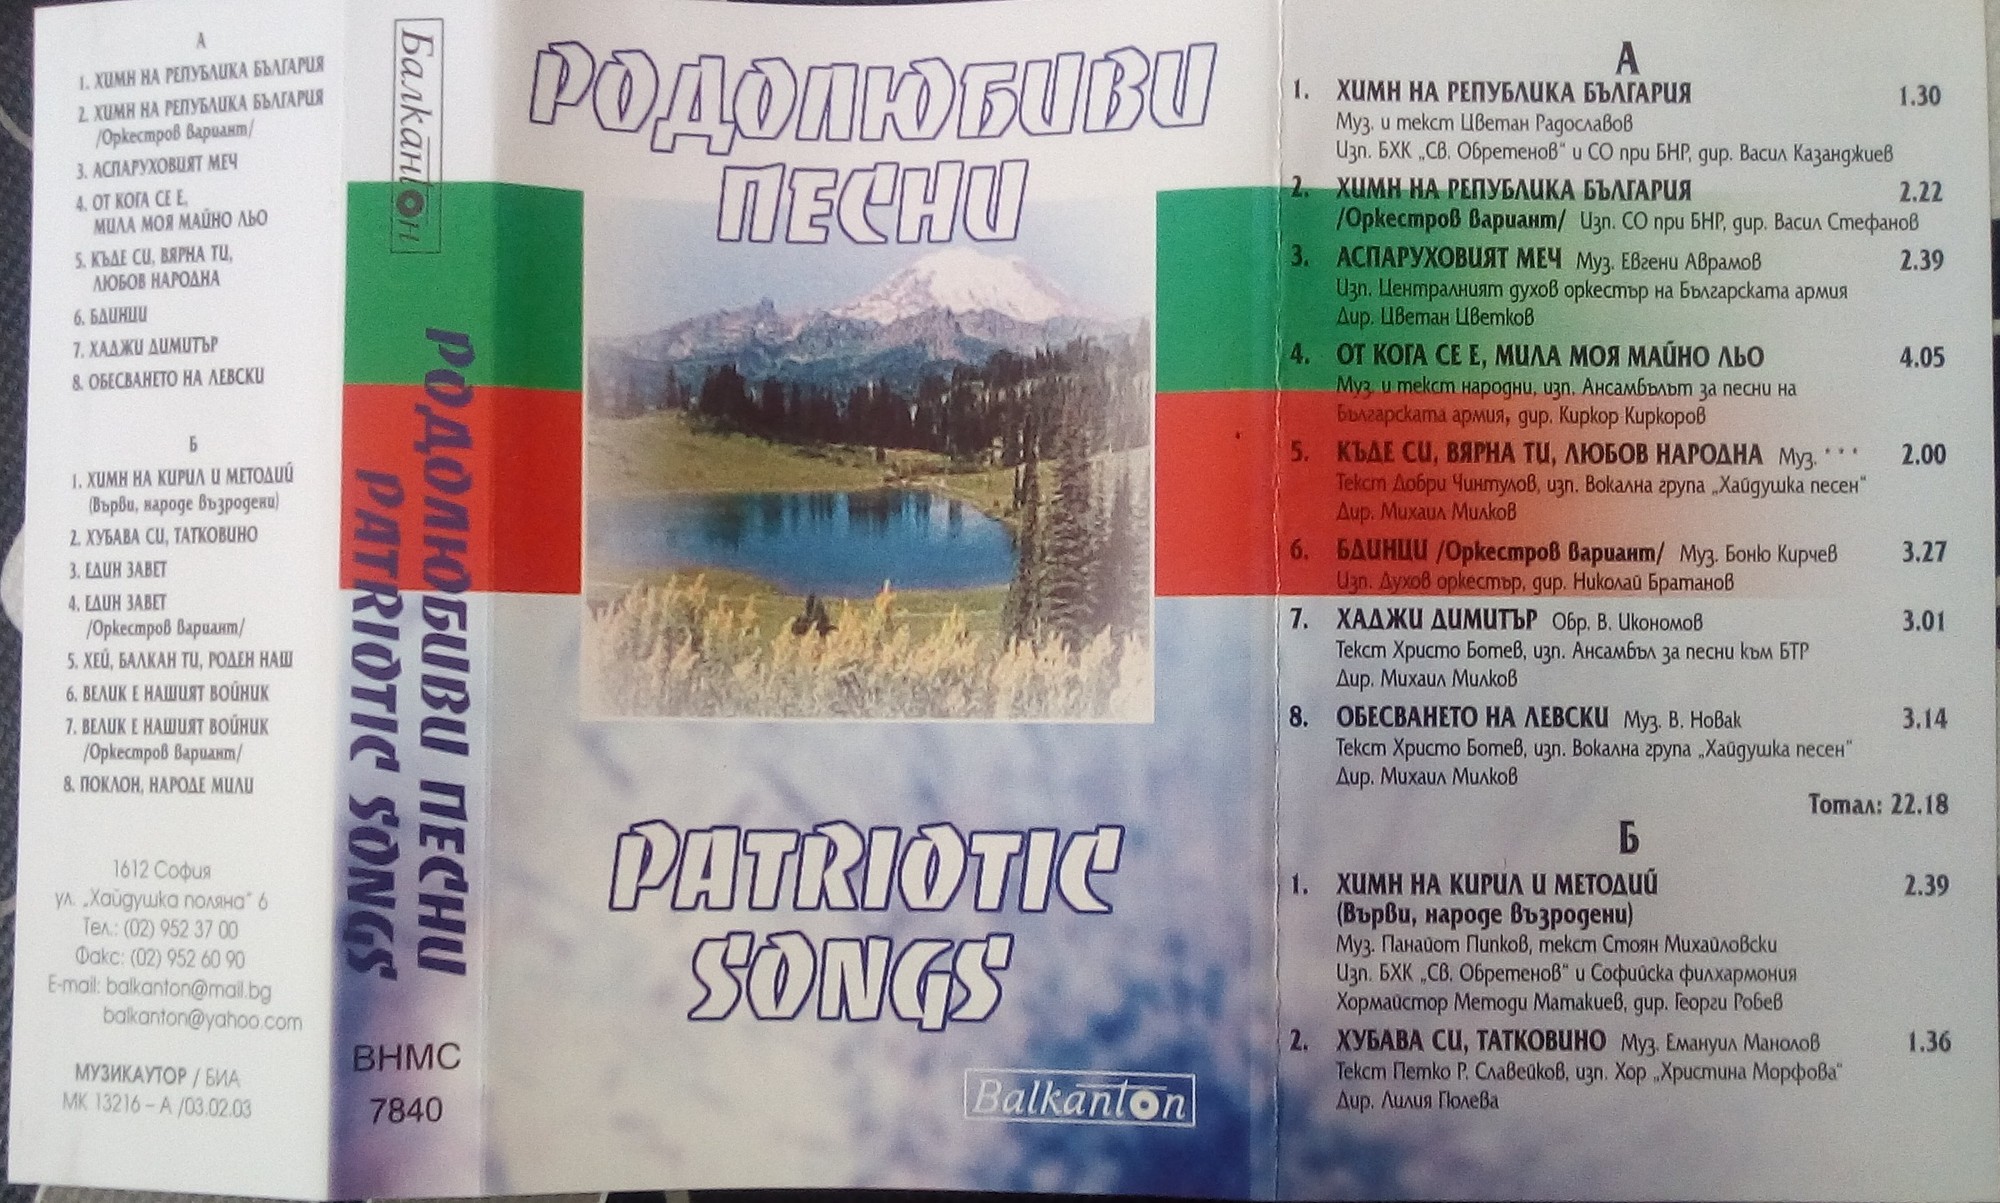 А
1. ХИМН НА РЕПУБЛИКА БЪЛГАРИЯ
2. ХИМН НА РЕПУБЛИКА БЪЛГАРИЯ
/Оркестров вариант/
3. АСПАРУХОВИЯТ МЕЧ
4. ОТ КОГА СЕ Е,
МИЛА МОЯ МАЙНО ЛЬО
5. КЪДЕ СИ, ВЯРНА ТИ,
ЛЮБОВ НАРОДНА
6. БДИНЦИ
7. ХАДЖИ ДИМИТЪР
8. ОБЕСВАНЕТО НА ЛЕВСКИ
Б
1. ХИМН НА КИРИЛ И МЕТОДИЙ
(Върви, народе възродени)
2. ХУБАВА СИ, ТАТКОВИНО
3. ЕДИН ЗАВЕТ
4. ЕДИН ЗАВЕТ
/Оркестров вариант/
5. ХЕЙ, БАЛКАН ТИ, РОДЕН НАШ
6. ВЕЛИК Е НАШИЯТ ВОЙНИК
7. ВЕЛИК Е НАШИЯТ ВОЙНИК
/Оркестров вариант/
8. ПОКЛОН, НАРОДЕ МИЛИ
1612 София
ул. „Хайдушка поляна“ 6
Тел.: (02) 952 37 00
Факс: (02) 952 60 90
E-mail: balkanton@mail.bg
balkanton@yahoo.com
МУЗИКАУТОР / БИА
МК 13216 – А /03.02.03
Балкантон
РОДОЛЮБИВИ ПЕСНИ
PATRIOTIC SONGS
ВНМС
7840
РОДОЛЮБИВИ
ПЕСНИ
PATRIOTIC
SONGS
Balkanton
А
1. ХИМН НА РЕПУБЛИКА БЪЛГАРИЯ 1.30
Муз. и текст Цветан Радославов
Изп. БХК „Св. Обретенов“ и СО при БНР, дир. Васил Казанджиев
2. ХИМН НА РЕПУБЛИКА БЪЛГАРИЯ 2.22
/Оркестров вариант/ Изп. СО при БНР, дир. Васил Стефанов
3. АСПАРУХОВИЯТ МЕЧ Муз. Евгени Аврамов 2.39
Изп. Централният духов оркестър на Българската армия
Дир. Цветан Цветков
4. ОТ КОГА СЕ Е, МИЛА МОЯ МАЙНО ЛЬО 4.05
Муз. и текст народни, изп. Ансамбълът за песни на
Българската армия, дир. Киркор Киркоров
5. КЪДЕ СИ, ВЯРНА ТИ, ЛЮБОВ НАРОДНА Муз. * * * 2.00
Текст Добри Чинтулов, изп. Вокална група „Хайдушка песен“
Дир. Михаил Милков
6. БДИНЦИ /Оркестров вариант/ Муз. Боню Кирчев 3.27
Изп. Духов оркестър, дир. Николай Братанов
7. ХАДЖИ ДИМИТЪР Обр. В. Икономов 3.01
Текст Христо Ботев, изп. Ансамбъл за песни към БТР
Дир. Михаил Милков
8. ОБЕСВАНЕТО НА ЛЕВСКИ Муз. В. Новак 3.14
Текст Христо Ботев, изп. Вокална група „Хайдушка песен“
Дир. Михаил Милков
Тотал: 22.18
Б
1. ХИМН НА КИРИЛ И МЕТОДИЙ 2.39
(Върви, народе възродени)
Муз. Панайот Пипков, текст Стоян Михайловски
Изп. БХК „Св. Обретенов“ и Софийска филхармония
Хормайстор Методи Матакиев, дир. Георги Робев
2. ХУБАВА СИ, ТАТКОВИНО Муз. Емануил Манолов 1.36
Текст Петко Р. Славейков, изп. Хор „Христина Морфова“
Дир. Лилия Гюлева